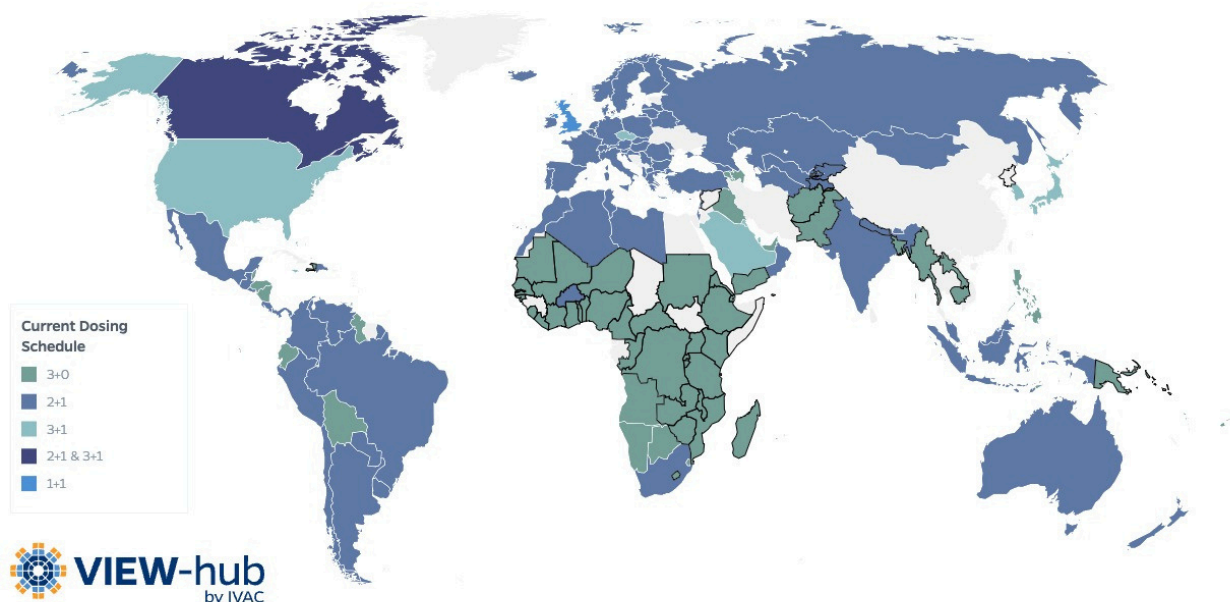 Current Dosing
Schedule
3+0
2+1
3+1
2+1 & 3+1
1+1
VIEW-hub
by IVAC